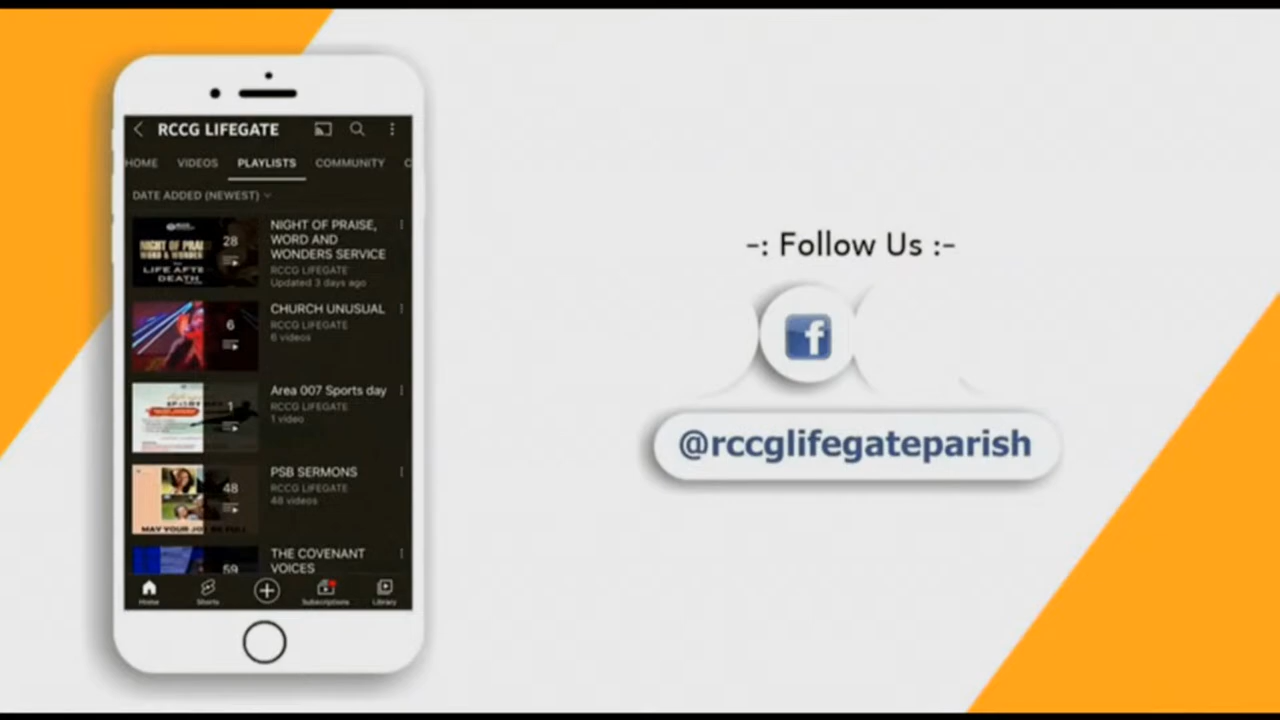 RCCG LIFEGATE
HOME VIDEOS PLAYLISTS COMMUNITY
DATE ADDED (NEWEST)
NIGHT OF PRAISE,
WORD AND
WONDERS SERVICE
RCCG LIFEGATE
Updated 3 days ago
28
LIFE AFTE
DEATH
CHURCH UNUSUAL
RCCG LIFEGATE
6 videos
6
Area 007 Sports day
RCCG LIFEGATE
1 video
1
PSB SERMONS
RCCG LIFEGATE
48 videos
48
THE COVENANT
VOICES
59
Home Shorts Subscriptions Library
-: Follow Us :-
f
@rccglifegateparish